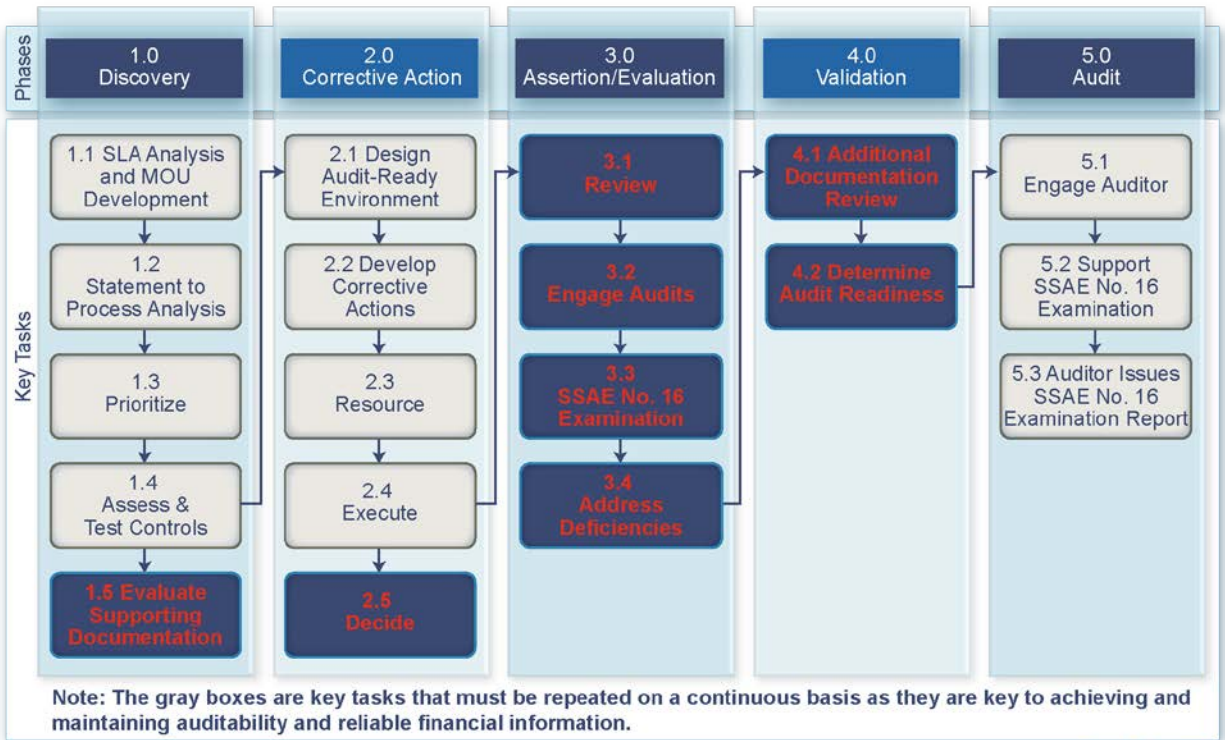 Phases
1.0
Discovery
2.0
Corrective Action
3.0
Assertion/Evaluation
4.0
Validation
5.0
Audit
Key Tasks
1.1 SLA Analysis
and MOU
Development
1.2
Statement to
Process Analysis
1.3
Prioritize
1.4
Assess &
Test Controls
1.5 Evaluate
Supporting
Documentation
2.1 Design
Audit-Ready
Environment
2.2 Develop
Corrective
Actions
2.3
Resource
2.4
Execute
2.5
Decide
3.1
Review
3.2
Engage Audits
3.3
SSAE No. 16
Examination
3.4
Address
Deficiencies
4.1 Additional
Documentation
Review
4.2 Determine
Audit Readiness
5.1
Engage Auditor
5.2 Support
SSAE No. 16
Examination
5.3 Auditor Issues
SSAE No. 16
Examination Report
Note: The gray boxes are key tasks that must be repeated on a continuous basis as they are key to achieving and
maintaining auditability and reliable financial information.